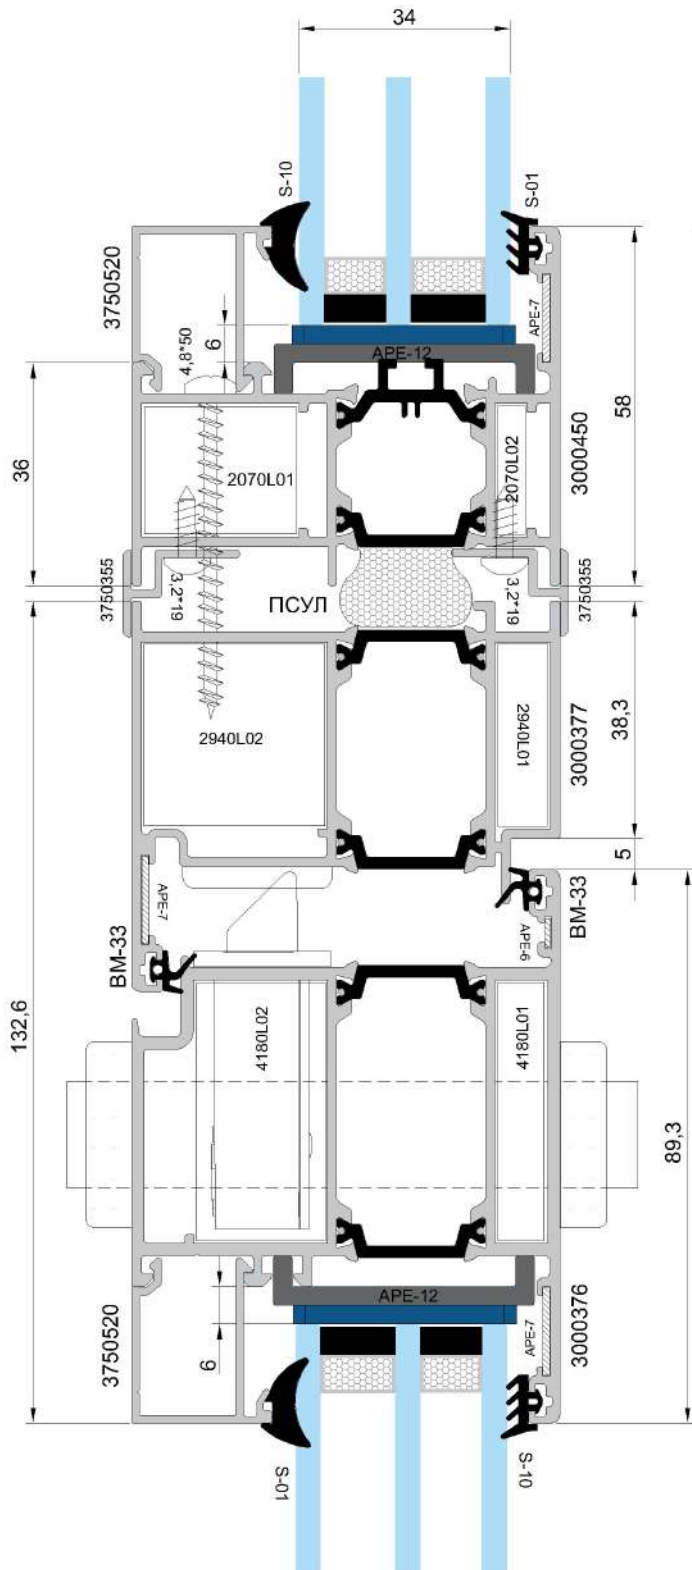 34
S-10
S-01
3750520
4,8*50
6
APE-7
APE-12
58
36
2070L01
2070L02
3000450
3750355
3,2*19
ПСУЛ
3,2*19
3750355
2940L02
2940L01
3000377
38,3
5
APE-7
BM-33
BM-33
APE-6
132,6
4180L02
4180L01
89,3
3750520
6
APE-12
APE-7
3000376
S-01
S-10